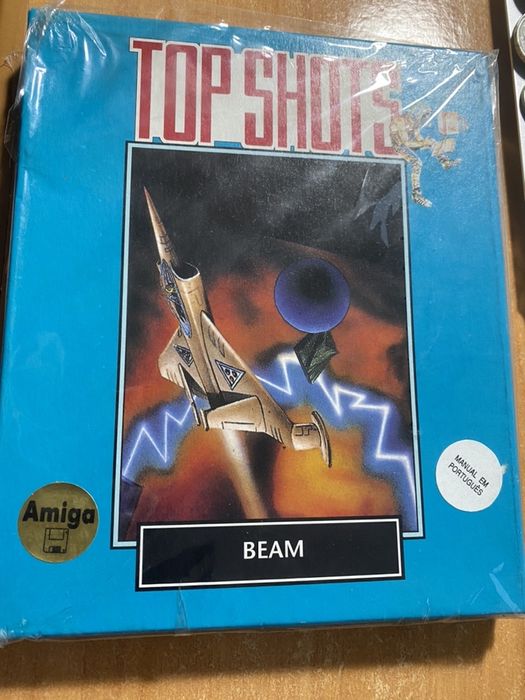 TOP SHOTS
MANUAL EM
PORTUGUÊS
Amiga
BEAM